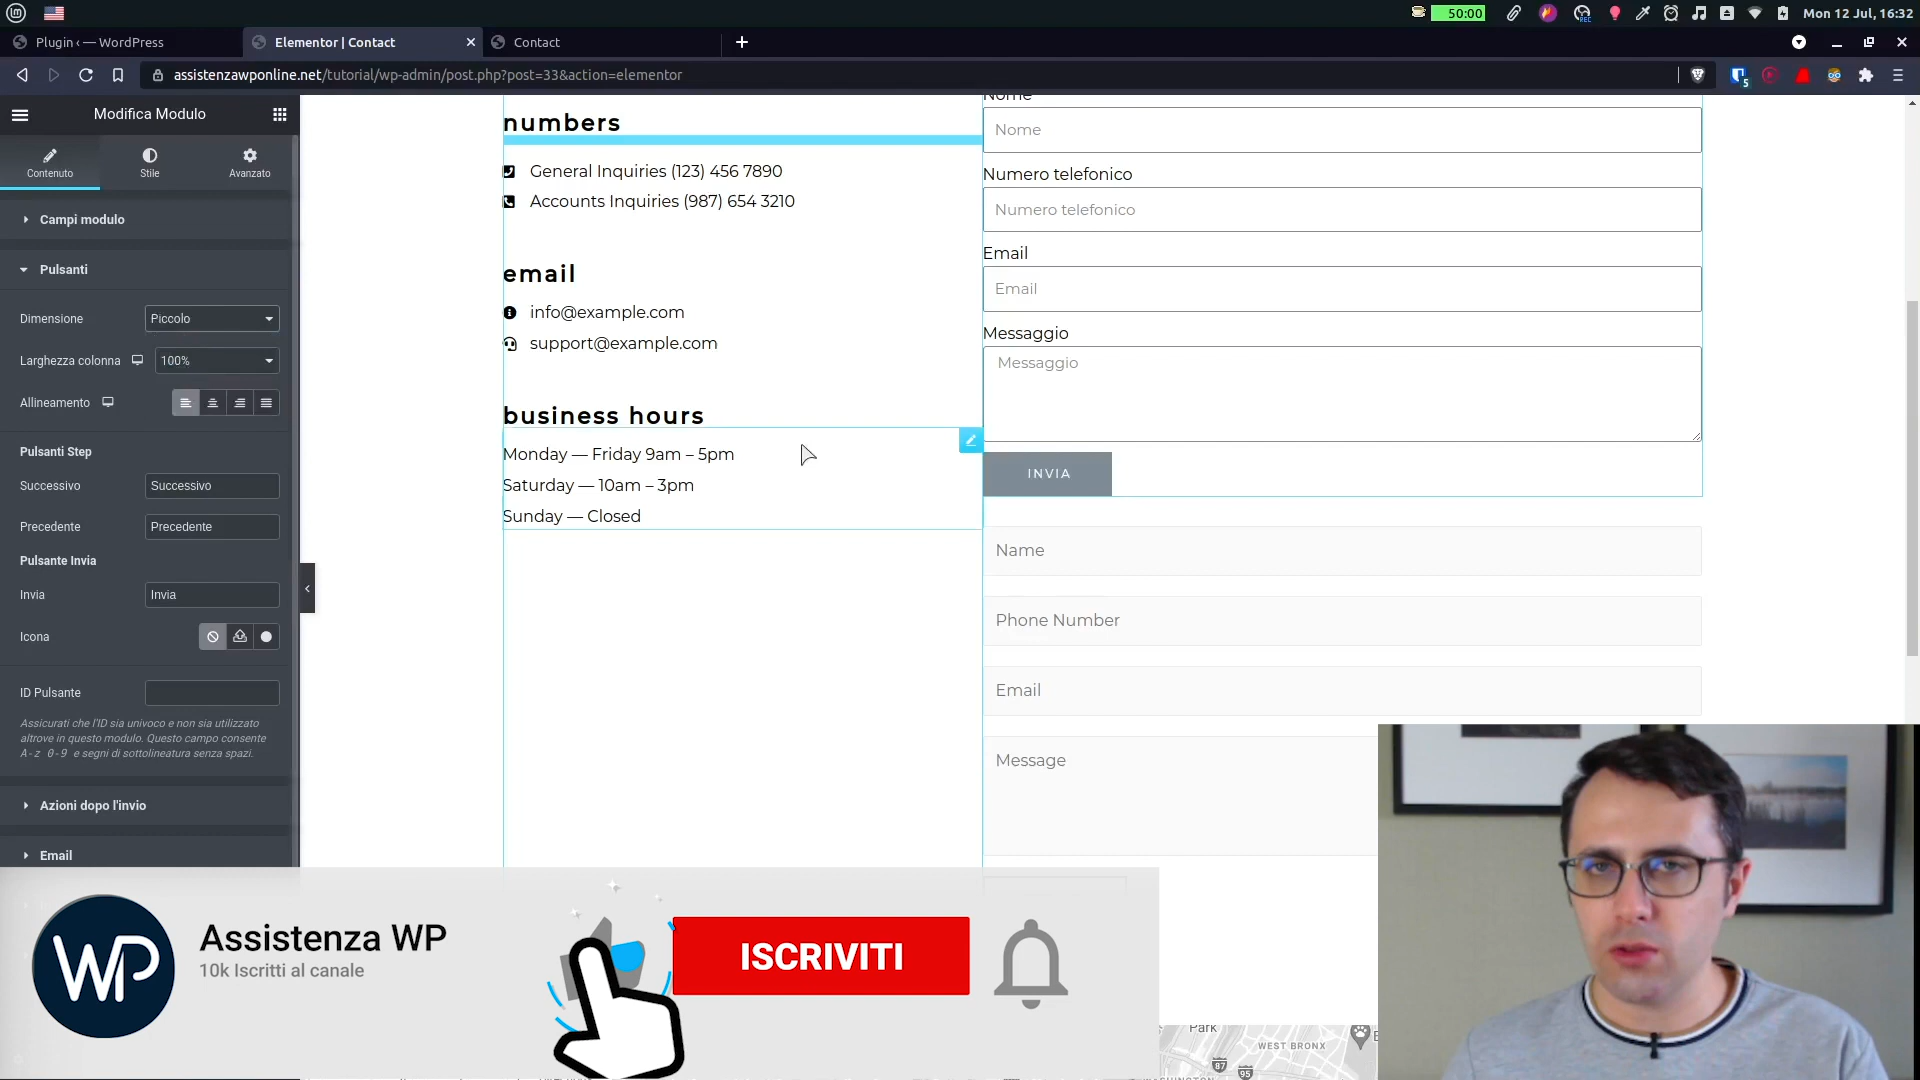 50:00
REC
Mon 12 Jul, 16:32
Plugin ‹ — WordPress
Elementor | Contact
Contact
assistenzawponline.net/tutorial/wp-admin/post.php?post=33&action=elementor
5
Modifica Modulo
Contenuto
Stile
Avanzato
Campi modulo
Pulsanti
Dimensione
Piccolo
Larghezza colonna
100%
Allineamento
Pulsanti Step
Successivo
Successivo
Precedente
Precedente
Pulsante Invia
Invia
Invia
Icona
ID Pulsante
Assicurati che l'ID sia univoco e non sia utilizzato
altrove in questo modulo. Questo campo consente
A-z 0-9 e segni di sottolineatura senza spazi.
Azioni dopo l'invio
Email
numbers
General Inquiries (123) 456 7890
Accounts Inquiries (987) 654 3210
email
info@example.com
support@example.com
business hours
Monday — Friday 9am – 5pm
Saturday — 10am – 3pm
Sunday — Closed
Nome
Nome
Numero telefonico
Numero telefonico
Email
Email
Messaggio
Messaggio
INVIA
Name
Phone Number
Email
Message
WP
Assistenza WP
10k Iscritti al canale
ISCRIVITI
Park
WEST BRONX
87
95